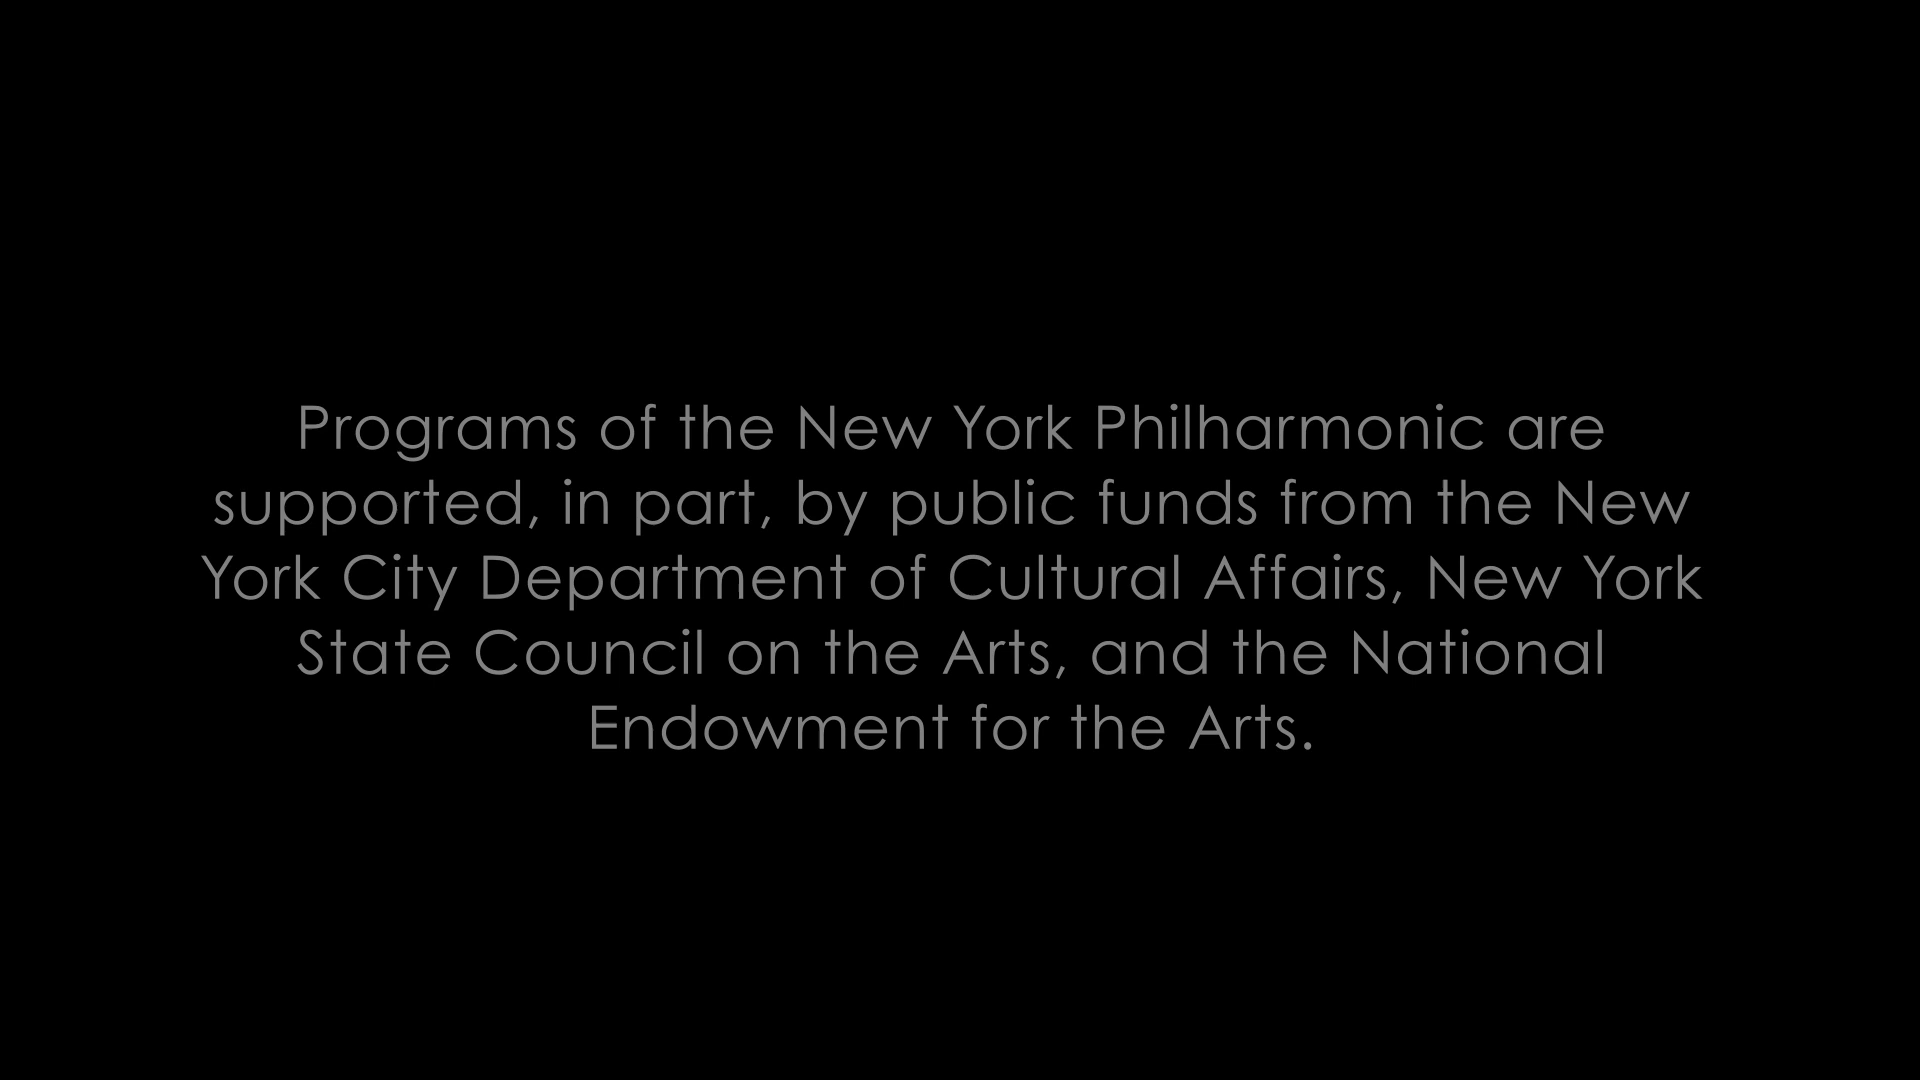 Programs of the New York Philharmonic are
supported, in part, by public funds from the New
York City Department of Cultural Affairs, New York
State Council on the Arts, and the National
Endowment for the Arts.